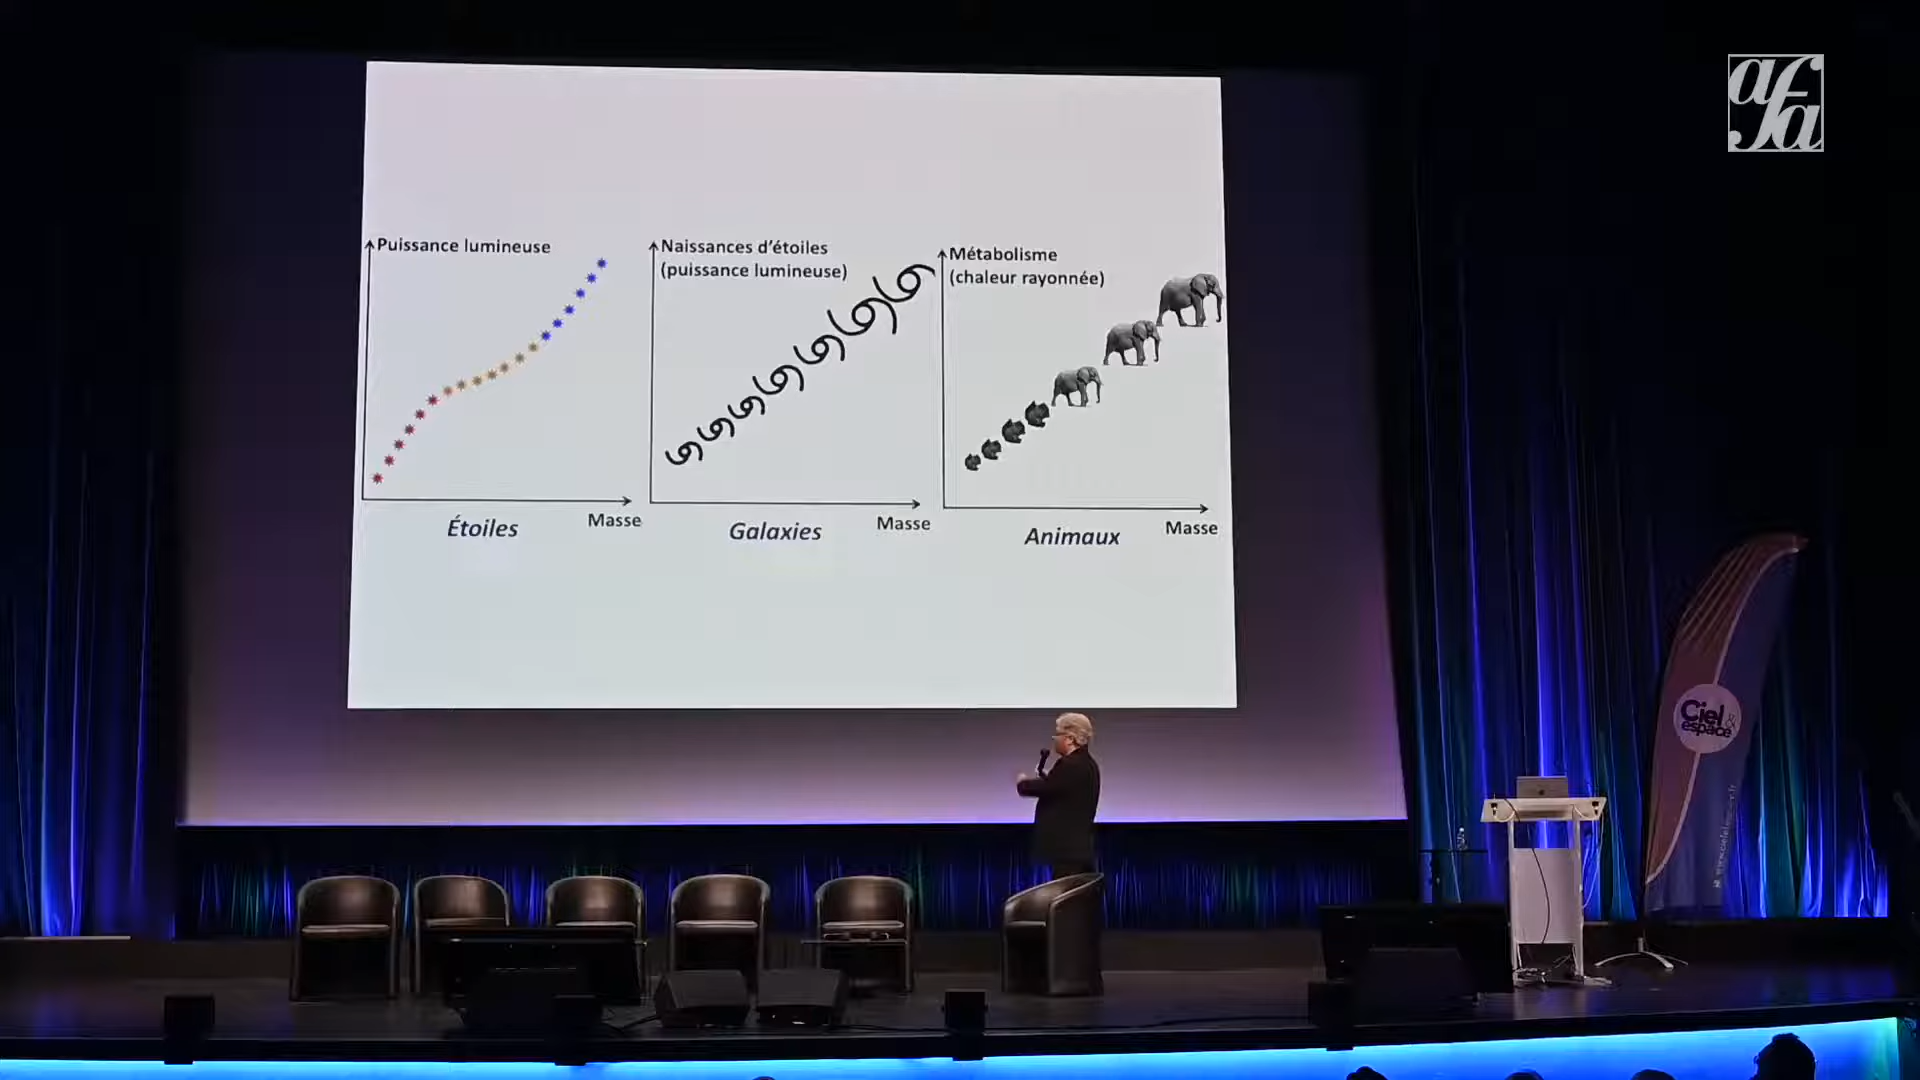 afa
Puissance lumineuse
Naissances d'étoiles
(puissance lumineuse)
Métabolisme
(chaleur rayonnée)
Masse
Masse
Masse
Étoiles
Galaxies
Animaux
Ciel &
espace